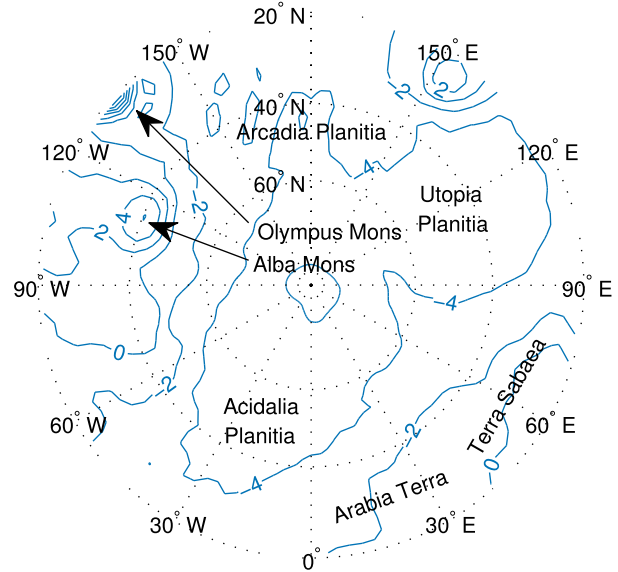 20° N
150° W
150° E
2
−2
40° N
Arcadia Planitia
120° W
120° E
−4
60° N
Utopia
Planitia
4
−2
2
Olympus Mons
Alba Mons
90° W
90° E
−4
0
−2
Terra Sabaea
Acidalia
Planitia
60° W
60° E
−2
−0
−4
Arabia Terra
30° W
30° E
0°